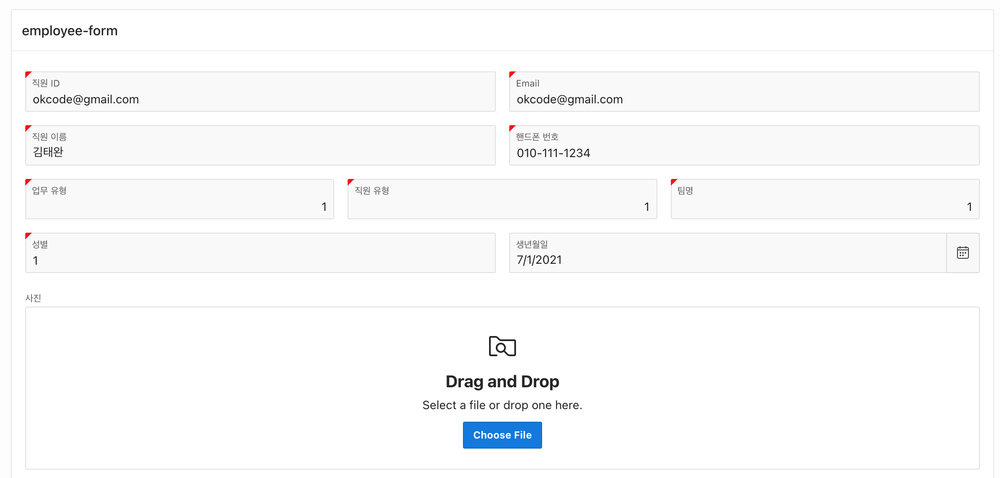 employee-form
직원 ID
okcode@gmail.com
Email
okcode@gmail.com
직원 이름
김태완
핸드폰 번호
010-111-1234
업무 유형
1
직원 유형
1
팀명
1
성별
1
생년월일
7/1/2021
사진
Drag and Drop
Select a file or drop one here.
Choose File